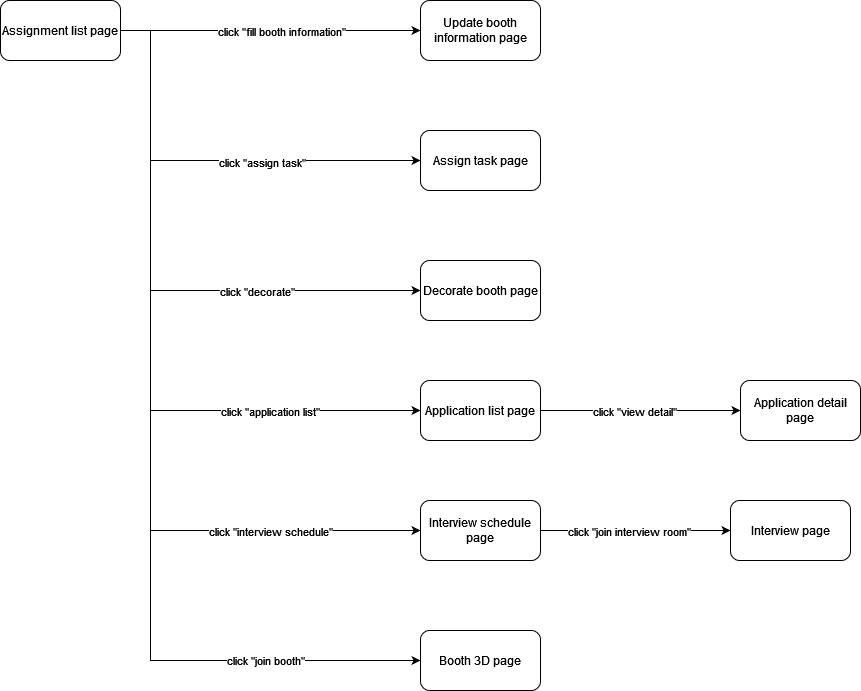 Assignment list page
click "fill booth information"
Update booth
information page
click "assign task"
Assign task page
click "decorate"
Decorate booth page
click "application list"
Application list page
click "view detail"
Application detail
page
click "interview schedule"
Interview schedule
page
click "join interview room"
Interview page
click "join booth"
Booth 3D page